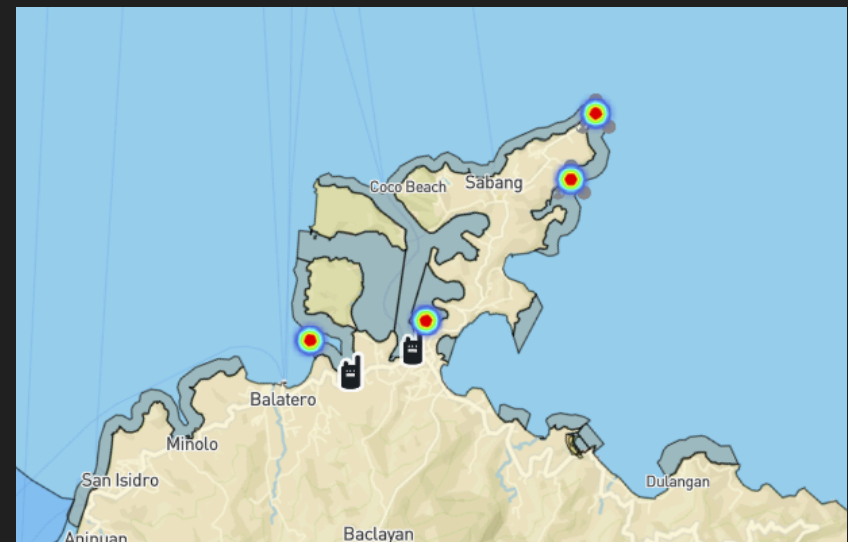 Coco Beach
Sabang
Balatero
Minolo
San Isidro
Dulangan
Baclayan
Aninuan